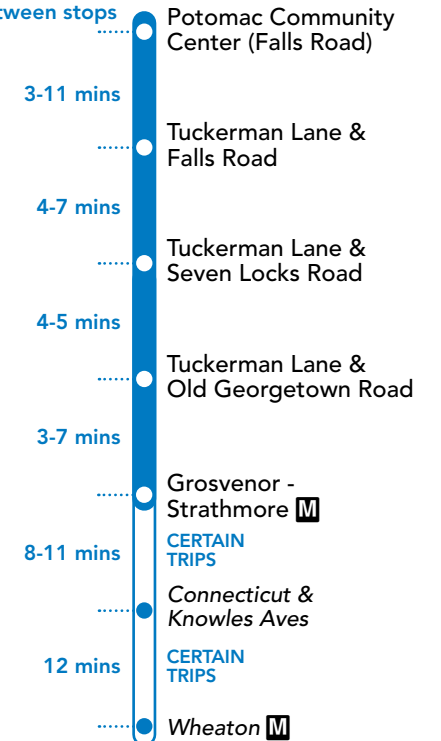 between stops
Potomac Community
Center (Falls Road)
3-11 mins
Tuckerman Lane &
Falls Road
4-7 mins
Tuckerman Lane &
Seven Locks Road
4-5 mins
Tuckerman Lane &
Old Georgetown Road
3-7 mins
Grosvenor -
Strathmore M
8-11 mins
CERTAIN
TRIPS
Connecticut &
Knowles Aves
12 mins
CERTAIN
TRIPS
Wheaton M